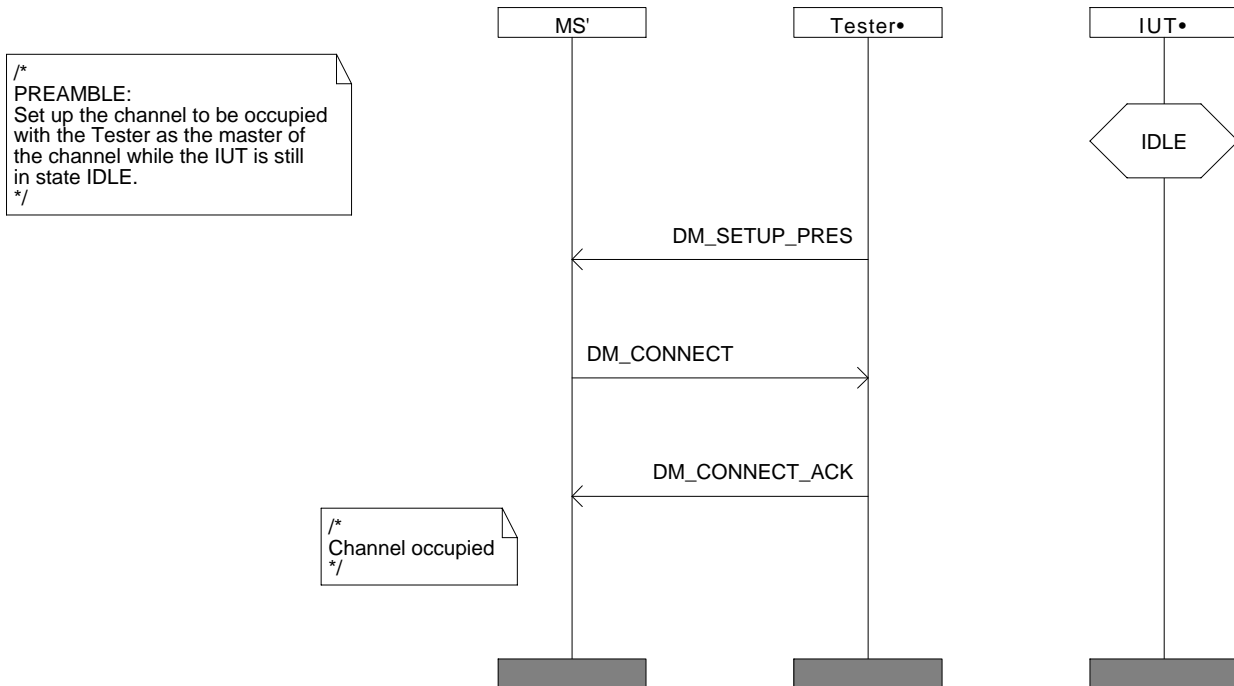 MS'
Tester•
IUT•
/*
PREAMBLE:
Set up the channel to be occupied
with the Tester as the master of
the channel while the IUT is still
in state IDLE.
*/
IDLE
DM_SETUP_PRES
DM_CONNECT
DM_CONNECT_ACK
/*
Channel occupied
*/